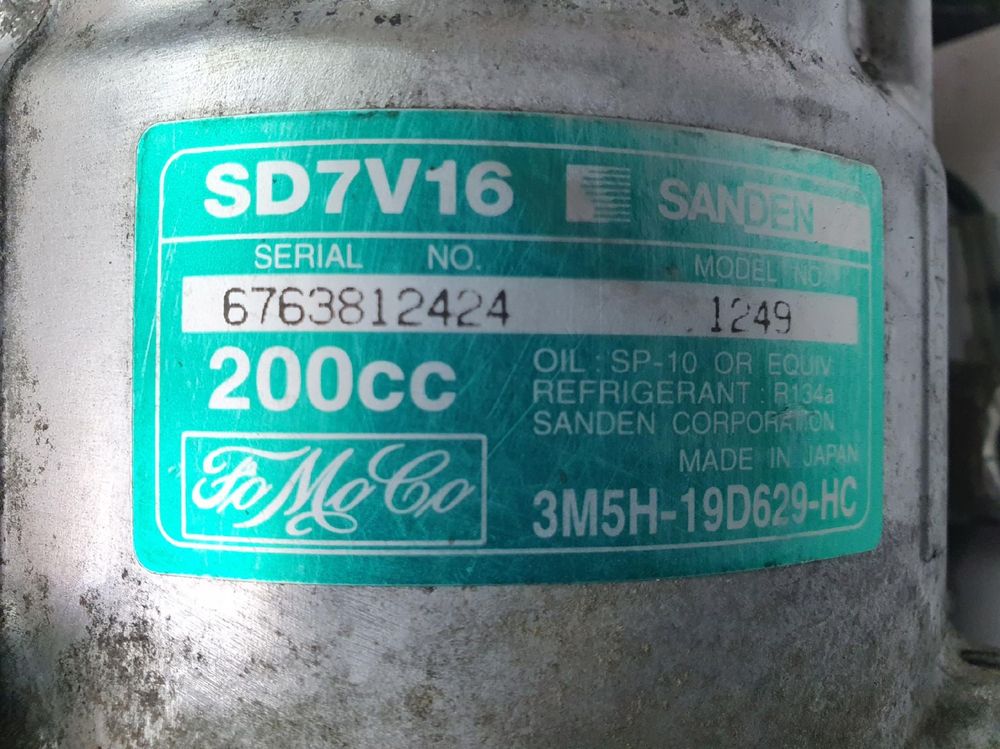 SD7V16 SANDEN
SERIAL NO. MODEL NO.
6763812424 1249
200cc
OIL : SP-10 OR EQUIV.
REFRIGERANT : R134a
SANDEN CORPORATION
MADE IN JAPAN
FoMoCo
3M5H-19D629-HC